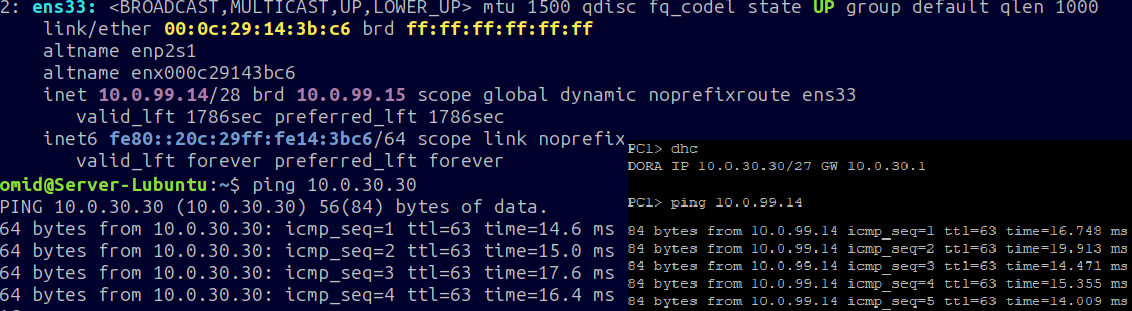 2: ens33: <BROADCAST,MULTICAST,UP,LOWER_UP> mtu 1500 qdisc fq_codel state UP group default qlen 1000
link/ether 00:0c:29:14:3b:c6 brd ff:ff:ff:ff:ff:ff
altname enp2s1
altname enx000c29143bc6
inet 10.0.99.14/28 brd 10.0.99.15 scope global dynamic noprefixroute ens33
valid_lft 1786sec preferred_lft 1786sec
inet6 fe80::20c:29ff:fe14:3bc6/64 scope link noprefix
valid_lft forever preferred_lft forever
omid@Server-Lubuntu:~$ ping 10.0.30.30
PING 10.0.30.30 (10.0.30.30) 56(84) bytes of data.
64 bytes from 10.0.30.30: icmp_seq=1 ttl=63 time=14.6 ms
64 bytes from 10.0.30.30: icmp_seq=2 ttl=63 time=15.0 ms
64 bytes from 10.0.30.30: icmp_seq=3 ttl=63 time=17.6 ms
64 bytes from 10.0.30.30: icmp_seq=4 ttl=63 time=16.4 ms
PC1> dhc
DORA IP 10.0.30.30/27 GW 10.0.30.1
PC1> ping 10.0.99.14
84 bytes from 10.0.99.14 icmp_seq=1 ttl=63 time=16.748 ms
84 bytes from 10.0.99.14 icmp_seq=2 ttl=63 time=19.913 ms
84 bytes from 10.0.99.14 icmp_seq=3 ttl=63 time=14.471 ms
84 bytes from 10.0.99.14 icmp_seq=4 ttl=63 time=15.355 ms
84 bytes from 10.0.99.14 icmp_seq=5 ttl=63 time=14.009 ms